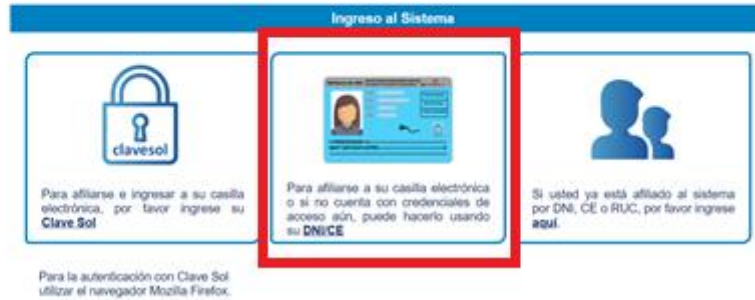 Ingreso al Sistema
clavesol
Para afiliarse e ingresar a su casilla
electrónica, por favor ingrese su
Clave Sol
Para afiliarse a su casilla electrónica
o si no cuenta con credenciales de
acceso aún, puede hacerlo usando
su DNI/CE
Si usted ya está afiliado al sistema
por DNI, CE o RUC, por favor ingrese
aquí.
Para la autenticación con Clave Sol
utilizar el navegador Mozilla Firefox.